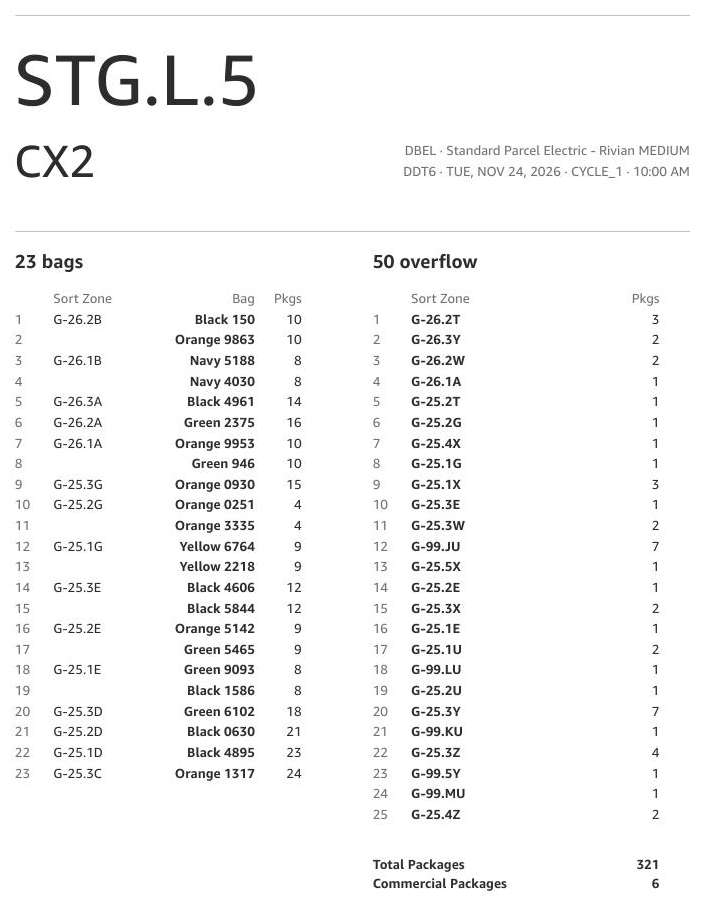 STG.L.5
CX2
DBEL · Standard Parcel Electric - Rivian MEDIUM
DDT6 · TUE, NOV 24, 2026 · CYCLE_1 · 10:00 AM
23 bags
Sort Zone Bag Pkgs
1 G-26.2B Black 150 10
2 Orange 9863 10
3 G-26.1B Navy 5188 8
4 Navy 4030 8
5 G-26.3A Black 4961 14
6 G-26.2A Green 2375 16
7 G-26.1A Orange 9953 10
8 Green 946 10
9 G-25.3G Orange 0930 15
10 G-25.2G Orange 0251 4
11 Orange 3335 4
12 G-25.1G Yellow 6764 9
13 Yellow 2218 9
14 G-25.3E Black 4606 12
15 Black 5844 12
16 G-25.2E Orange 5142 9
17 Green 5465 9
18 G-25.1E Green 9093 8
19 Black 1586 8
20 G-25.3D Green 6102 18
21 G-25.2D Black 0630 21
22 G-25.1D Black 4895 23
23 G-25.3C Orange 1317 24
50 overflow
Sort Zone Pkgs
1 G-26.2T 3
2 G-26.3Y 2
3 G-26.2W 2
4 G-26.1A 1
5 G-25.2T 1
6 G-25.2G 1
7 G-25.4X 1
8 G-25.1G 1
9 G-25.1X 3
10 G-25.3E 1
11 G-25.3W 2
12 G-99.JU 7
13 G-25.5X 1
14 G-25.2E 1
15 G-25.3X 2
16 G-25.1E 1
17 G-25.1U 2
18 G-99.LU 1
19 G-25.2U 1
20 G-25.3Y 7
21 G-99.KU 1
22 G-25.3Z 4
23 G-99.5Y 1
24 G-99.MU 1
25 G-25.4Z 2
Total Packages 321
Commercial Packages 6